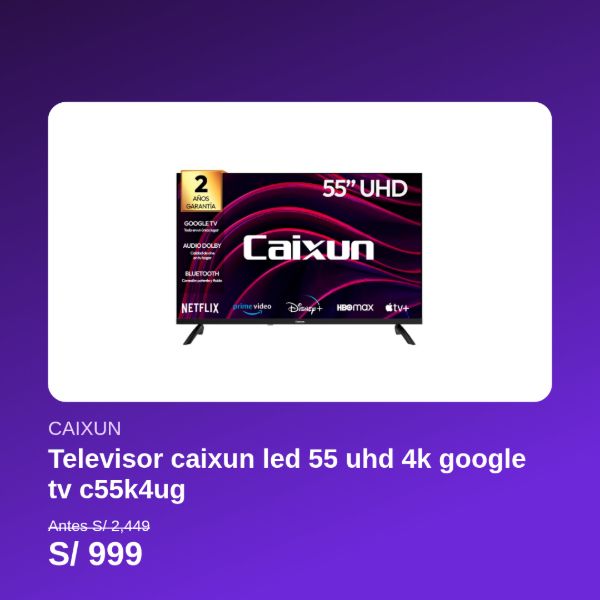 2
AÑOS
GARANTÍA
55” UHD
GOOGLE TV
AUDIO DOLBY
BLUETOOTH
Caixun
NETFLIX
prime video
Disney+
HBOmax
tv+
CAIXUN
Televisor caixun led 55 uhd 4k google
tv c55k4ug
Antes S/ 2,449
S/ 999